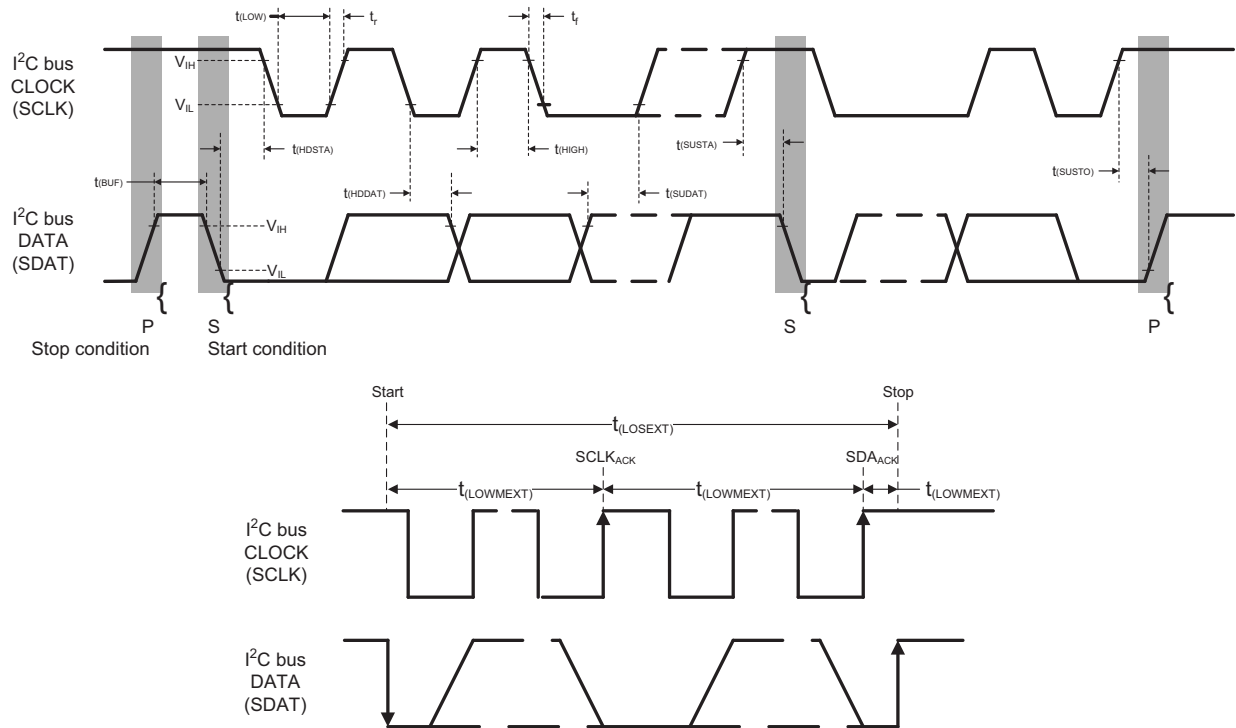 t(LOW)
tr
tf
I2C bus
CLOCK
(SCLK)
VIH
VIL
t(HDSTA)
t(HIGH)
t(SUSTA)
t(SUSTO)
t(BUF)
t(HDDAT)
t(SUDAT)
I2C bus
DATA
(SDAT)
VIH
VIL
P
S
S
P
Stop condition
Start condition
Start
Stop
t(LOSEXT)
SCLKACK
SDAACK
t(LOWMEXT)
t(LOWMEXT)
t(LOWMEXT)
I2C bus
CLOCK
(SCLK)
I2C bus
DATA
(SDAT)